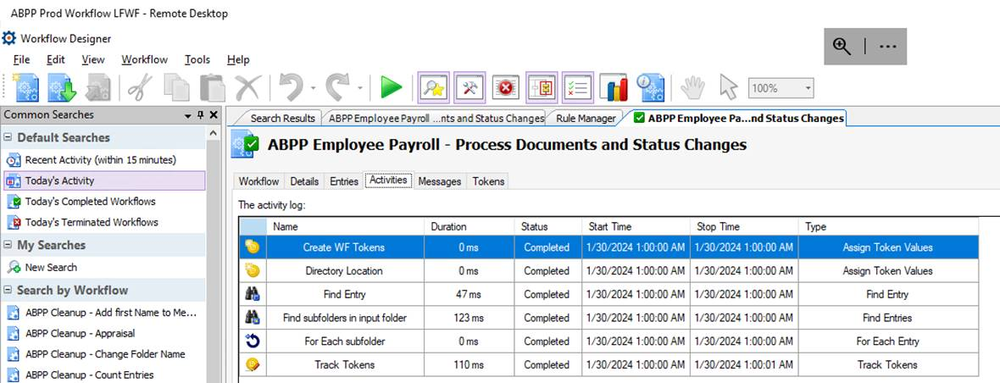 ABPP Prod Workflow LFWF - Remote Desktop
Workflow Designer
File Edit View Workflow Tools Help
100%
Common Searches
Search Results ABPP Employee Payroll ...nts and Status Changes Rule Manager ABPP Employee Pa...nd Status Changes
Default Searches
Recent Activity (within 15 minutes)
Today's Activity
Today's Completed Workflows
Today's Terminated Workflows
My Searches
New Search
Search by Workflow
ABPP Cleanup - Add first Name to Me...
ABPP Cleanup - Appraisal
ABPP Cleanup - Change Folder Name
ABPP Cleanup - Count Entries
ABPP Employee Payroll - Process Documents and Status Changes
Workflow Details Entries Activities Messages Tokens
The activity log:
Name Duration Status Start Time Stop Time Type
Create WF Tokens 0 ms Completed 1/30/2024 1:00:00 AM 1/30/2024 1:00:00 AM Assign Token Values
Directory Location 0 ms Completed 1/30/2024 1:00:00 AM 1/30/2024 1:00:00 AM Assign Token Values
Find Entry 47 ms Completed 1/30/2024 1:00:00 AM 1/30/2024 1:00:00 AM Find Entry
Find subfolders in input folder 123 ms Completed 1/30/2024 1:00:00 AM 1/30/2024 1:00:00 AM Find Entries
For Each subfolder 0 ms Completed 1/30/2024 1:00:00 AM 1/30/2024 1:00:00 AM For Each Entry
Track Tokens 110 ms Completed 1/30/2024 1:00:00 AM 1/30/2024 1:00:01 AM Track Tokens